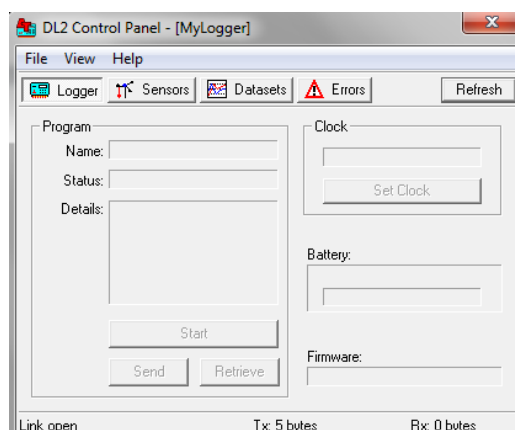 DL2 Control Panel - [MyLogger]
File View Help
Logger Sensors Datasets Errors Refresh
Program
Name:
Status:
Details:
Start
Send Retrieve
Clock
Set Clock
Battery:
Firmware:
Link open Tx: 5 bytes Rx: 0 bytes